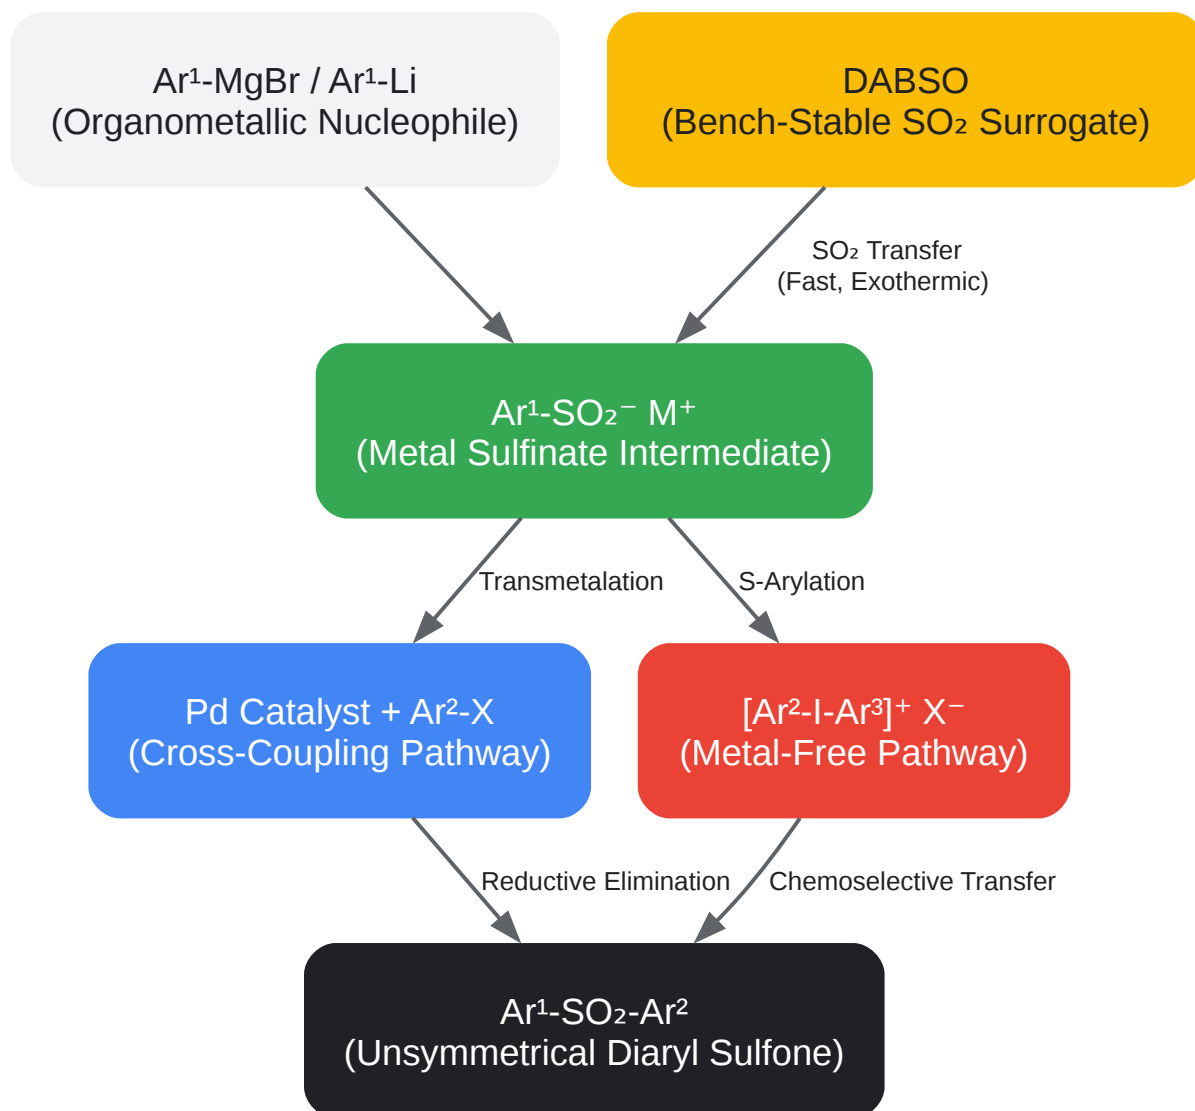 Ar¹-MgBr / Ar¹-Li
(Organometallic Nucleophile)
DABSO
(Bench-Stable SO₂ Surrogate)
SO₂ Transfer
(Fast, Exothermic)
Ar¹-SO₂⁻ M⁺
(Metal Sulfinate Intermediate)
Transmetalation
S-Arylation
Pd Catalyst + Ar²-X
(Cross-Coupling Pathway)
[Ar²-I-Ar³]⁺ X⁻
(Metal-Free Pathway)
Reductive Elimination
Chemoselective Transfer
Ar¹-SO₂-Ar²
(Unsymmetrical Diaryl Sulfone)